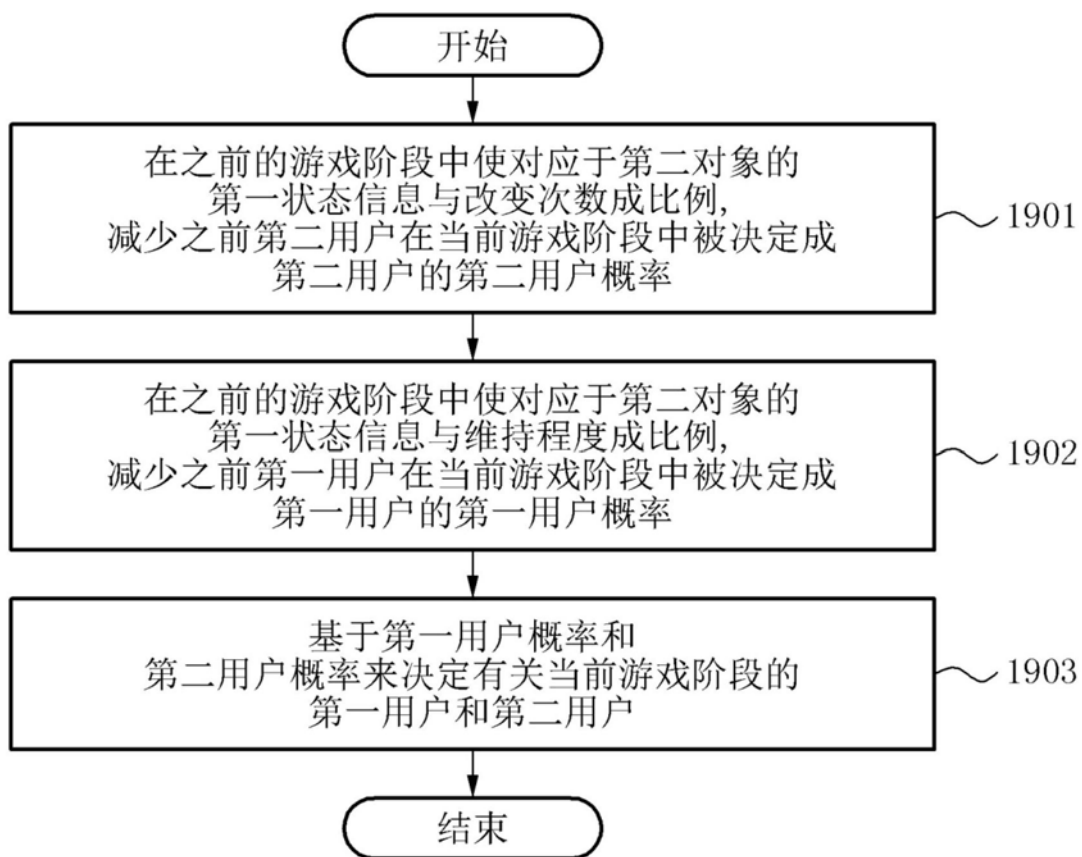 开始
在之前的游戏阶段中使对应于第二对象的
第一状态信息与改变次数成比例,
减少之前第二用户在当前游戏阶段中被决定成
第二用户的第二用户概率
1901
在之前的游戏阶段中使对应于第二对象的
第一状态信息与维持程度成比例,
减少之前第一用户在当前游戏阶段中被决定成
第一用户的第一用户概率
1902
基于第一用户概率和
第二用户概率来决定有关当前游戏阶段的
第一用户和第二用户
1903
结束